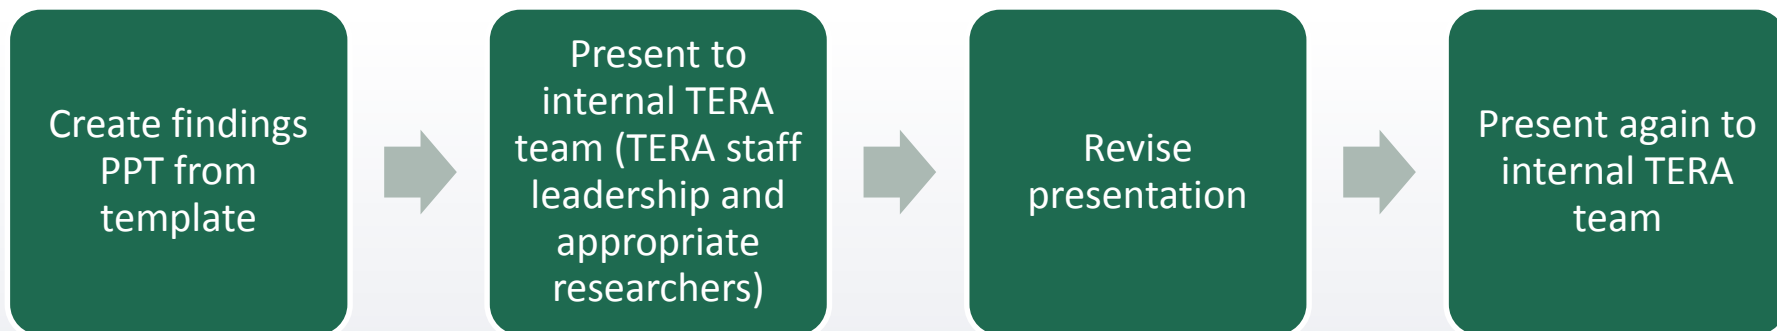 Create findings
PPT from
template
Present to
internal TERA
team (TERA staff
leadership and
appropriate
researchers)
Revise
presentation
Present again to
internal TERA
team